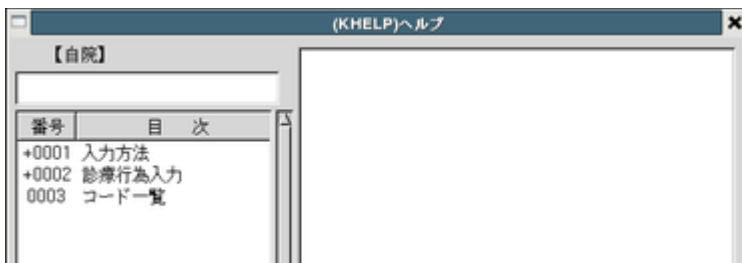 (KHELP)ヘルプ
【自院】
番号 目 次
+0001 入力方法
+0002 診療行為入力
0003 コード一覧